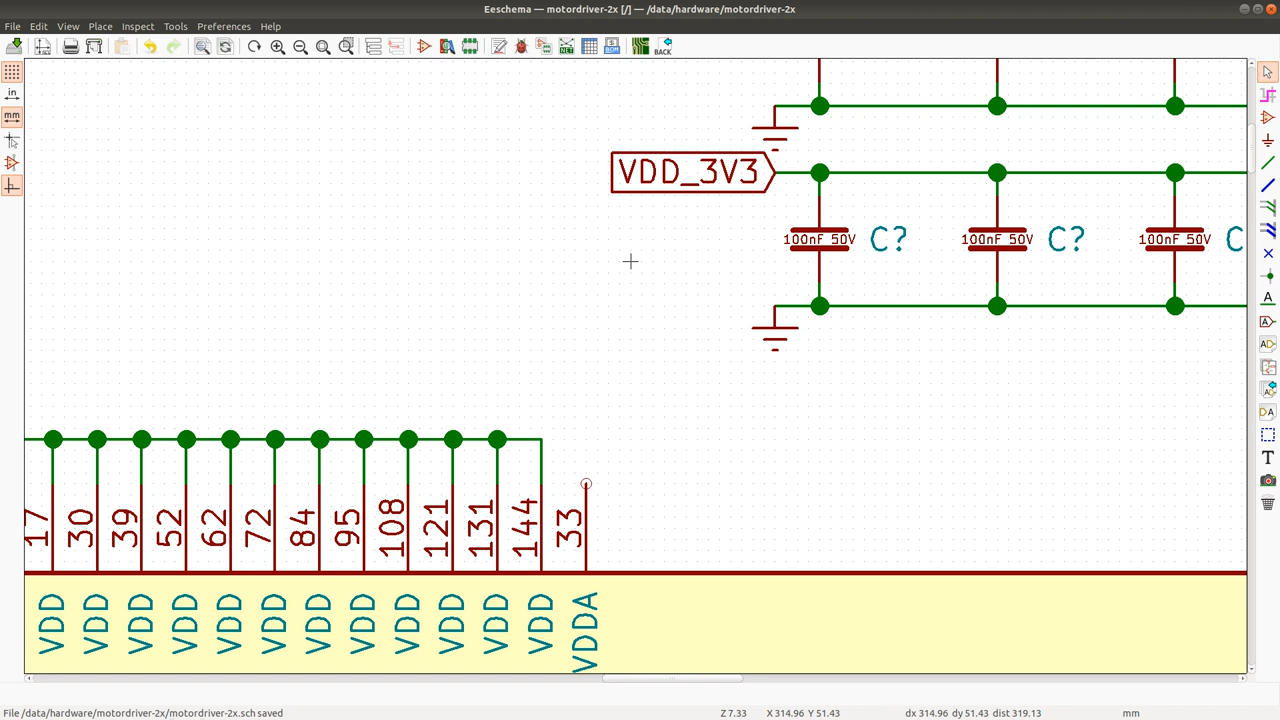 Eeschema — motordriver-2x [/] — /data/hardware/motordriver-2x
File Edit View Place Inspect Tools Preferences Help
BOM BACK
in
mm
VDD_3V3
100nF 50V C? 100nF 50V C? 100nF 50V C
17 30 39 52 62 72 84 95 108 121 131 144 33
VDD VDD VDD VDD VDD VDD VDD VDD VDD VDD VDD VDD VDDA
A
A
T
File /data/hardware/motordriver-2x/motordriver-2x.sch saved
Z 7.33 X 314.96 Y 51.43 dx 314.96 dy 51.43 dist 319.13 mm